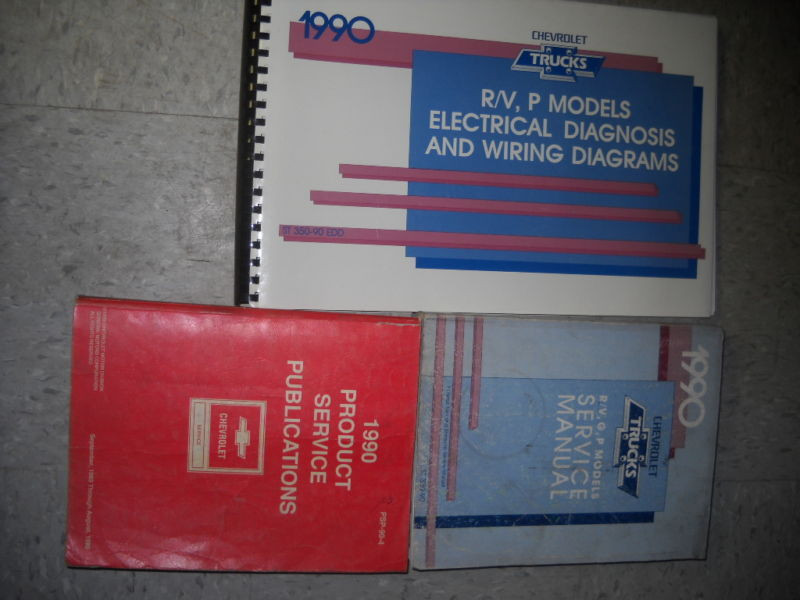 1990
CHEVROLET
TRUCKS
R/V, P MODELS
ELECTRICAL DIAGNOSIS
AND WIRING DIAGRAMS
ST 350-90 EDD
1990
PRODUCT
SERVICE
PUBLICATIONS
CHEVROLET
SERVICE
PSP-90-4
1990
CHEVROLET
TRUCKS
R/V, G, P MODELS
SERVICE
MANUAL